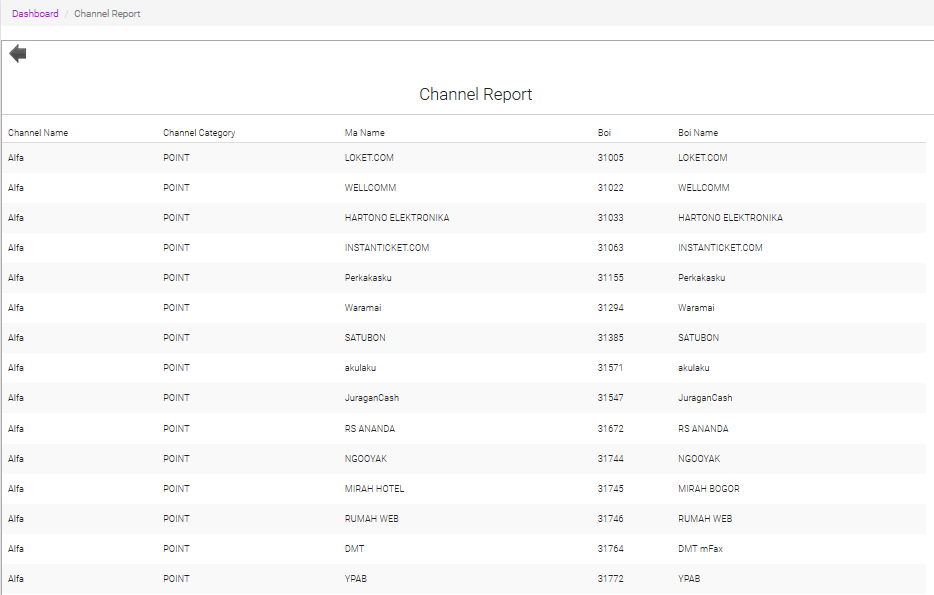 Dashboard / Channel Report
Channel Report
Channel Name Channel Category Ma Name Boi Boi Name
Alfa POINT LOKET.COM 31005 LOKET.COM
Alfa POINT WELLCOMM 31022 WELLCOMM
Alfa POINT HARTONO ELEKTRONIKA 31033 HARTONO ELEKTRONIKA
Alfa POINT INSTANTICKET.COM 31063 INSTANTICKET.COM
Alfa POINT Perkakasku 31155 Perkakasku
Alfa POINT Waramai 31294 Waramai
Alfa POINT SATUBON 31385 SATUBON
Alfa POINT akulaku 31571 akulaku
Alfa POINT JuraganCash 31547 JuraganCash
Alfa POINT RS ANANDA 31672 RS ANANDA
Alfa POINT NGOOYAK 31744 NGOOYAK
Alfa POINT MIRAH HOTEL 31745 MIRAH BOGOR
Alfa POINT RUMAH WEB 31746 RUMAH WEB
Alfa POINT DMT 31764 DMT mFax
Alfa POINT YPAB 31772 YPAB